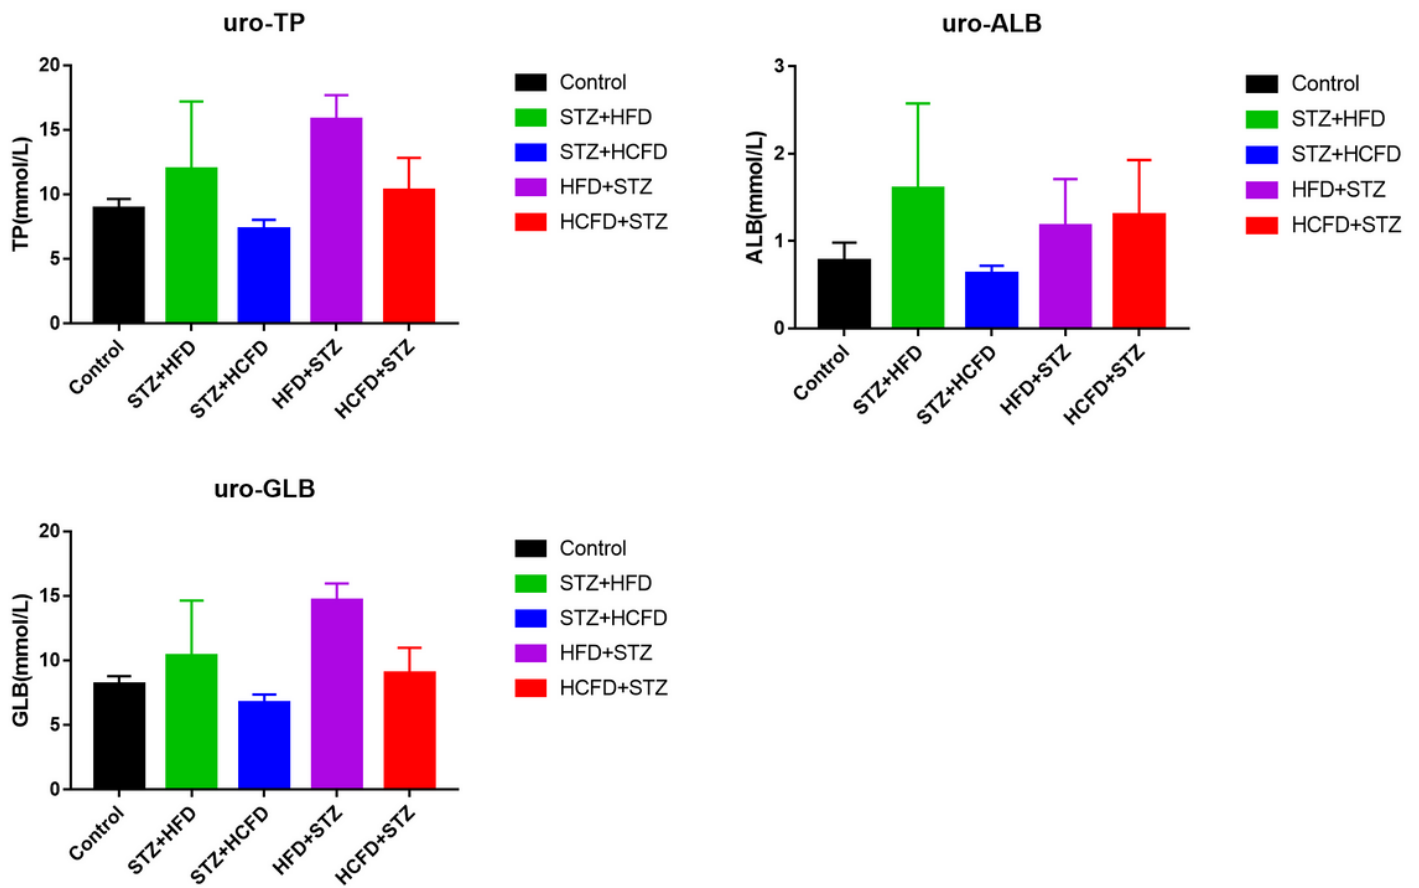 uro-TP
TP(mmol/L)
20
15
10
5
0
Control
STZ+HFD
STZ+HCFD
HFD+STZ
HCFD+STZ
Control
STZ+HFD
STZ+HCFD
HFD+STZ
HCFD+STZ
uro-ALB
ALB(mmol/L)
3
2
1
0
Control
STZ+HFD
STZ+HCFD
HFD+STZ
HCFD+STZ
Control
STZ+HFD
STZ+HCFD
HFD+STZ
HCFD+STZ
uro-GLB
GLB(mmol/L)
20
15
10
5
0
Control
STZ+HFD
STZ+HCFD
HFD+STZ
HCFD+STZ
Control
STZ+HFD
STZ+HCFD
HFD+STZ
HCFD+STZ